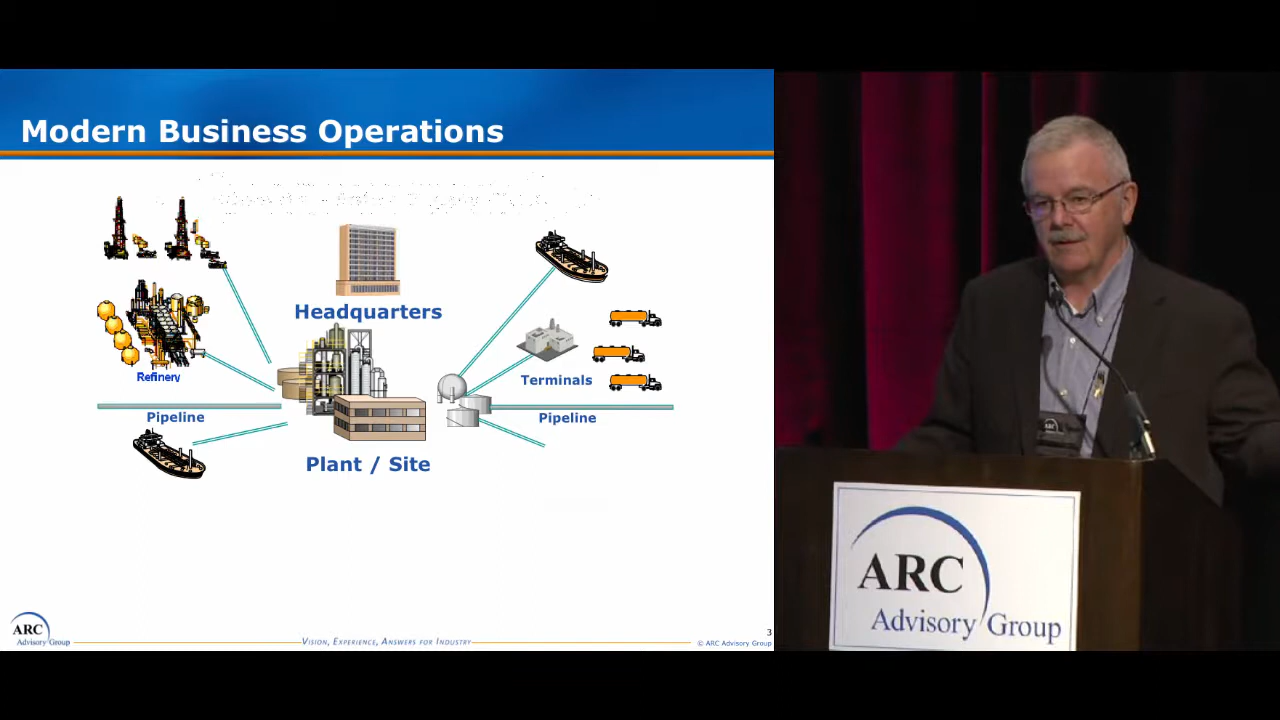 Modern Business Operations
Headquarters
Refinery
Terminals
Pipeline
Pipeline
Plant / Site
ARC
Advisory Group
VISION, EXPERIENCE, ANSWERS FOR INDUSTRY
3
© ARC Advisory Group
ARC
ARC
Advisory Group